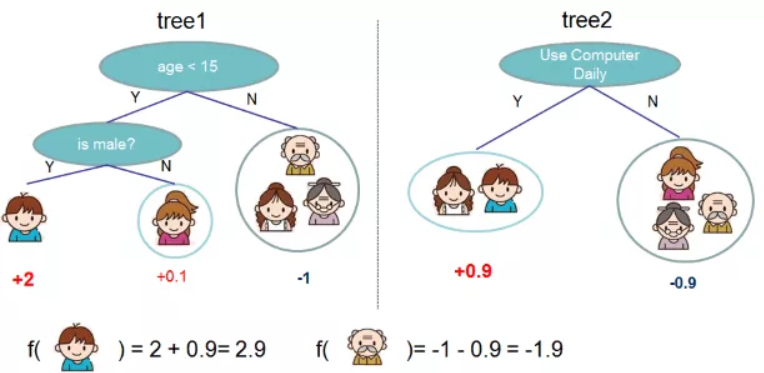 tree1
age < 15
Y
N
is male?
Y
N
+2
+0.1
-1
tree2
Use Computer
Daily
Y
N
+0.9
-0.9
f( ) = 2 + 0.9= 2.9
f( )= -1 - 0.9 = -1.9